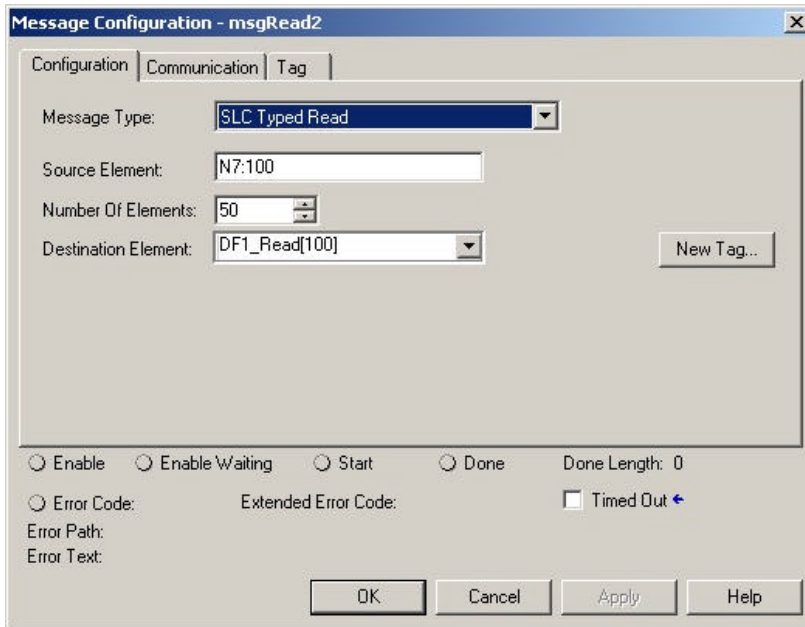 Message Configuration - msgRead2
Configuration Communication Tag
Message Type: SLC Typed Read
Source Element: N7:100
Number Of Elements: 50
Destination Element: DF1_Read[100] New Tag...
Enable Enable Waiting Start Done Done Length: 0
Error Code: Extended Error Code: Timed Out
Error Path:
Error Text:
OK Cancel Apply Help